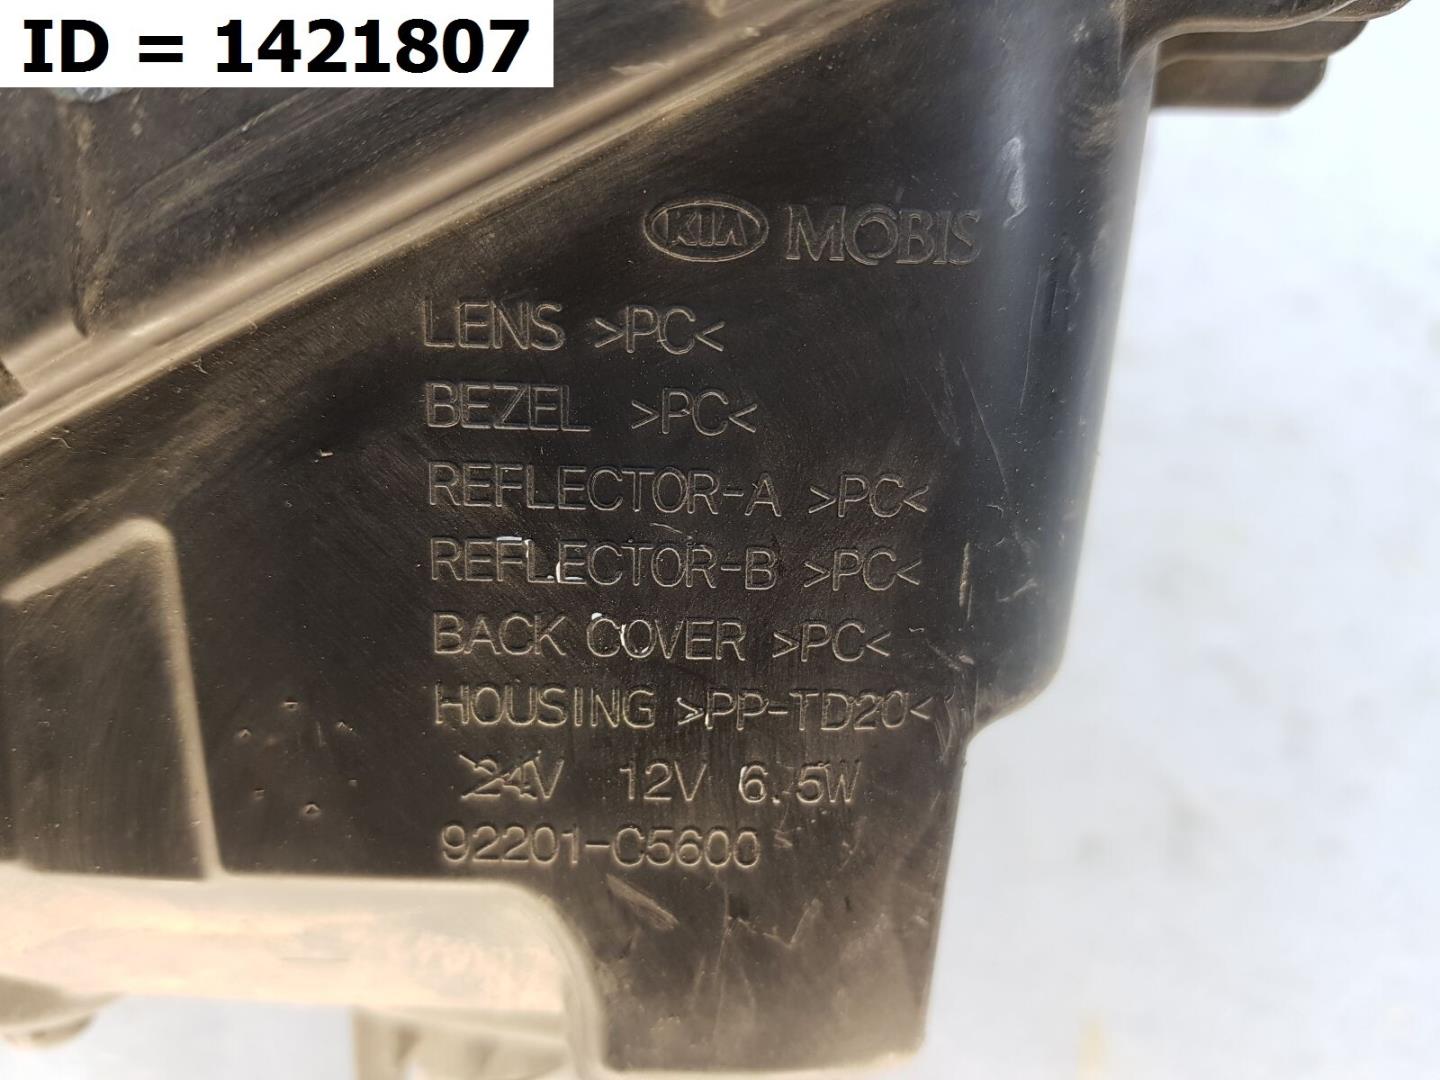 ID = 1421807
KIA MOBIS
LENS >PC<
BEZEL >PC<
REFLECTOR-A >PC<
REFLECTOR-B >PC<
BACK COVER >PC<
HOUSING >PP-TD20<
24V 12V 6.5W
92201-C5600